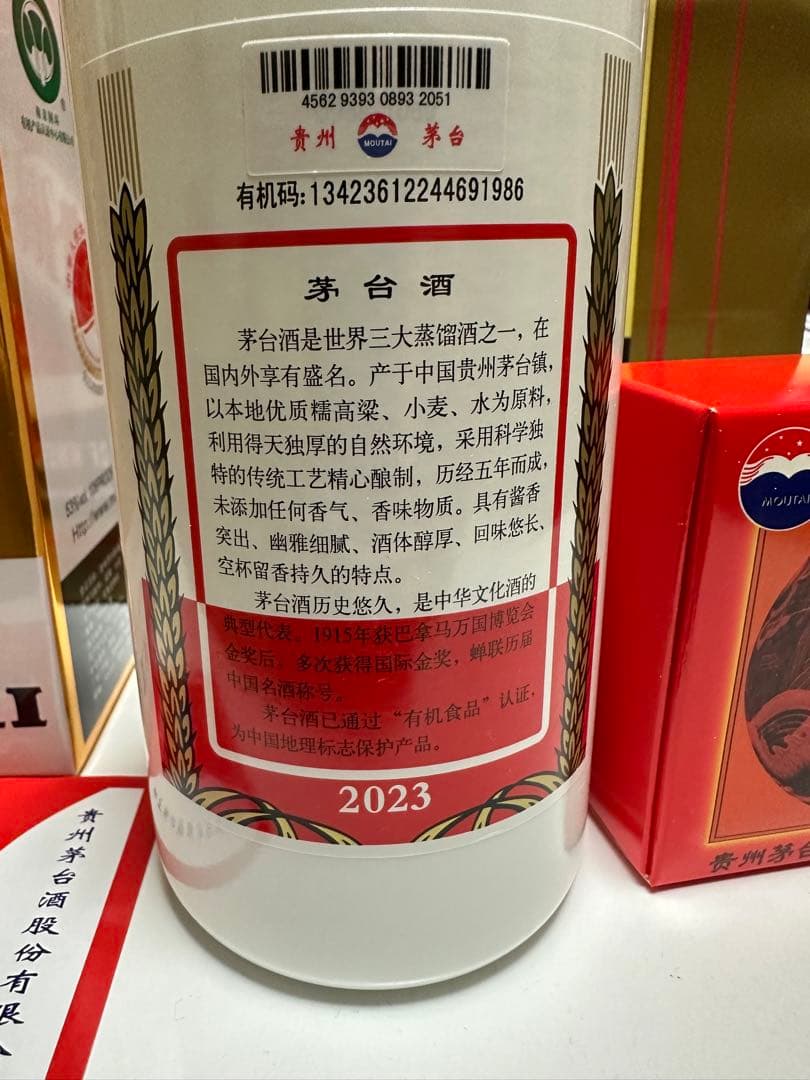 4562 9393 0893 2051
贵州 MOUTAI 茅台
有机码:13423612244691986
茅台酒
茅台酒是世界三大蒸馏酒之一，在
国内外享有盛名。产于中国贵州茅台镇，
以本地优质糯高粱、小麦、水为原料，
利用得天独厚的自然环境，采用科学独
特的传统工艺精心酿制，历经五年而成，
未添加任何香气、香味物质。具有酱香
突出、幽雅细腻、酒体醇厚、回味悠长、
空杯留香持久的特点。
茅台酒历史悠久，是中华文化酒的
典型代表。1915年获巴拿马万国博览会
金奖后，多次获得国际金奖，蝉联历届
中国名酒称号。
茅台酒已通过“有机食品”认证，
为中国地理标志保护产品。
2023
贵州茅台酒股份有限
MOUTAI
贵州茅台